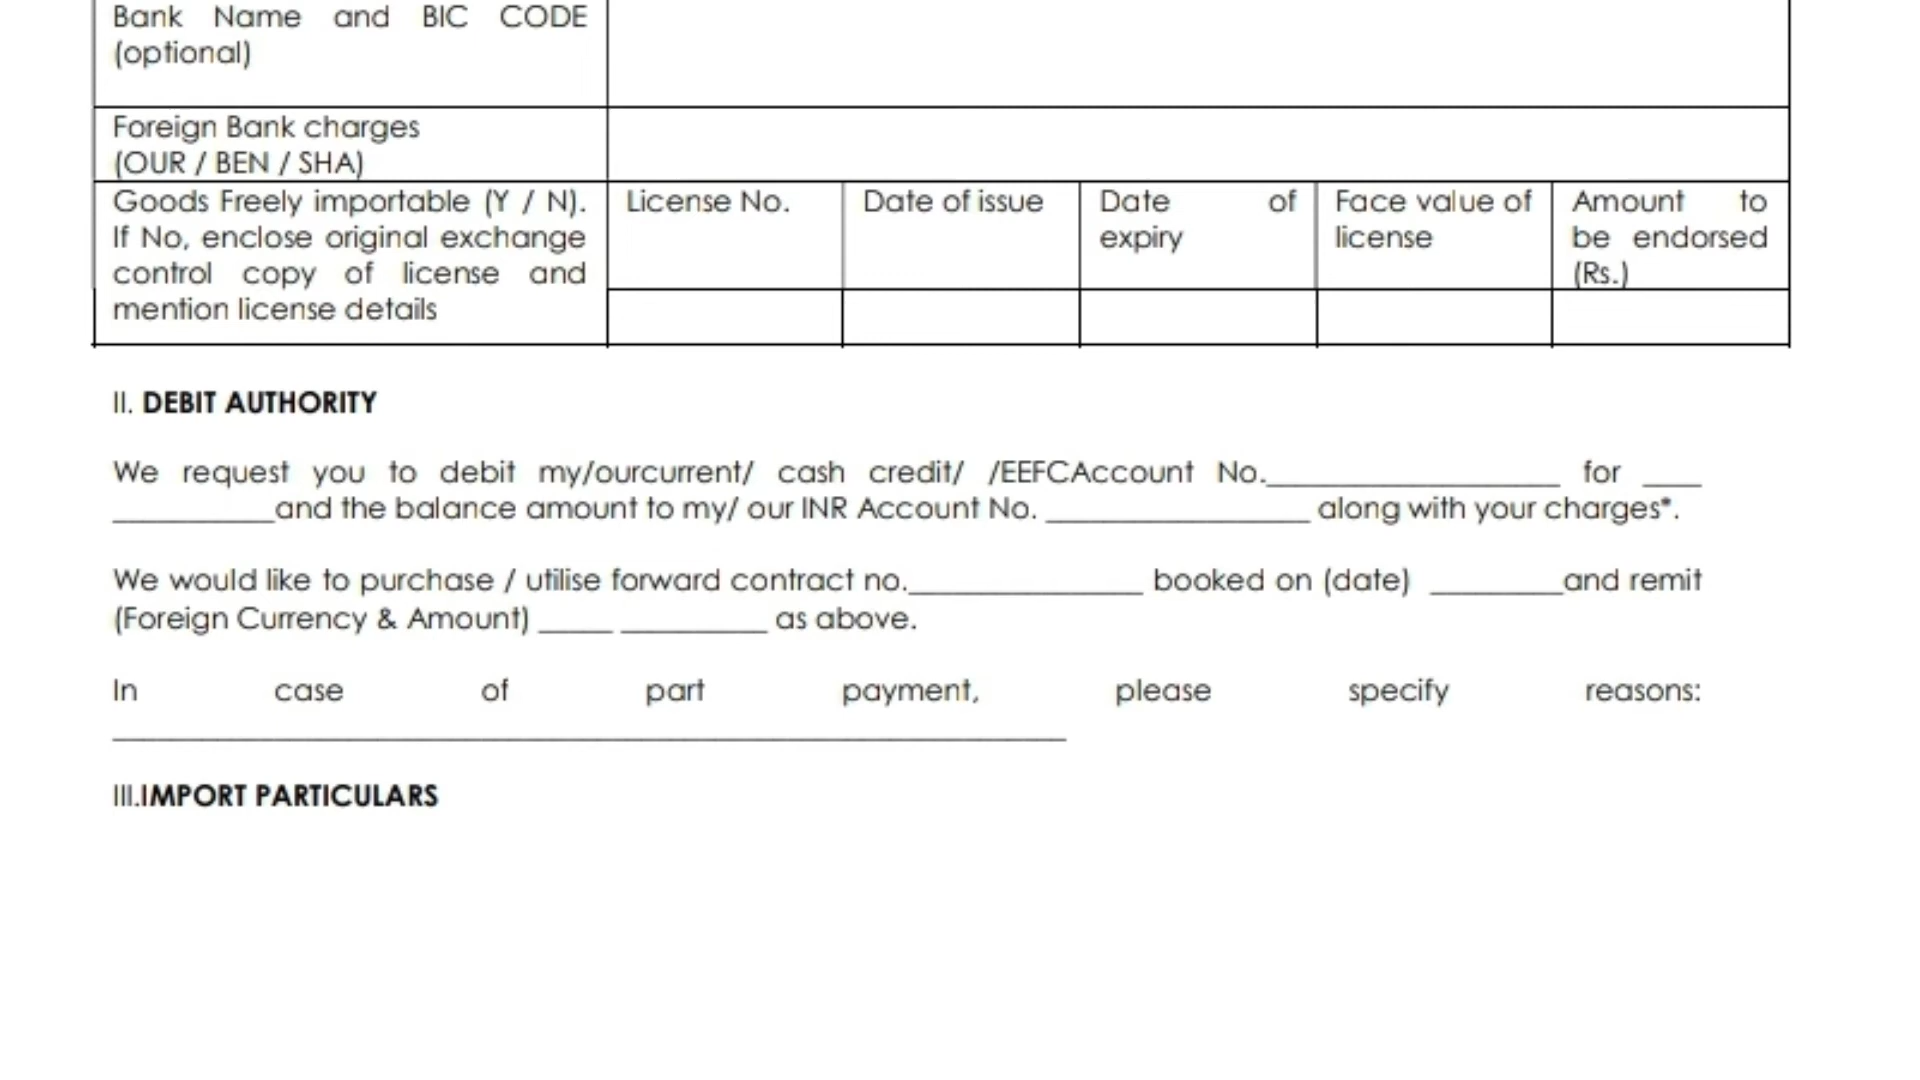 Bank Name and BIC CODE
(optional)
Foreign Bank charges
(OUR / BEN / SHA)
Goods Freely importable (Y / N).
If No, enclose original exchange
control copy of license and
mention license details
License No.
Date of issue
Date of
expiry
Face value of
license
Amount to
be endorsed
(Rs.)
II. DEBIT AUTHORITY
We request you to debit my/ourcurrent/ cash credit/ /EEFCAccount No.____________________ for ____
___________and the balance amount to my/ our INR Account No. __________________ along with your charges*.
We would like to purchase / utilise forward contract no.________________ booked on (date) _________and remit
(Foreign Currency & Amount) _____ __________ as above.
In case of part payment, please specify reasons:
_________________________________________________________________
III.IMPORT PARTICULARS